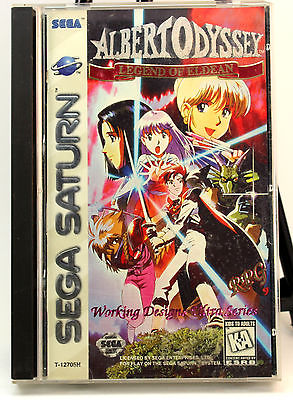 SEGA
SEGA SATURN
T-12705H
ALBERT ODYSSEY
LEGEND OF ELDEAN
RPG
Working Designs Ultra Series
SEGA
LICENSED BY SEGA ENTERPRISES, LTD.
FOR PLAY ON THE SEGA SATURN SYSTEM.
KIDS TO ADULTS
K-A
ESRB